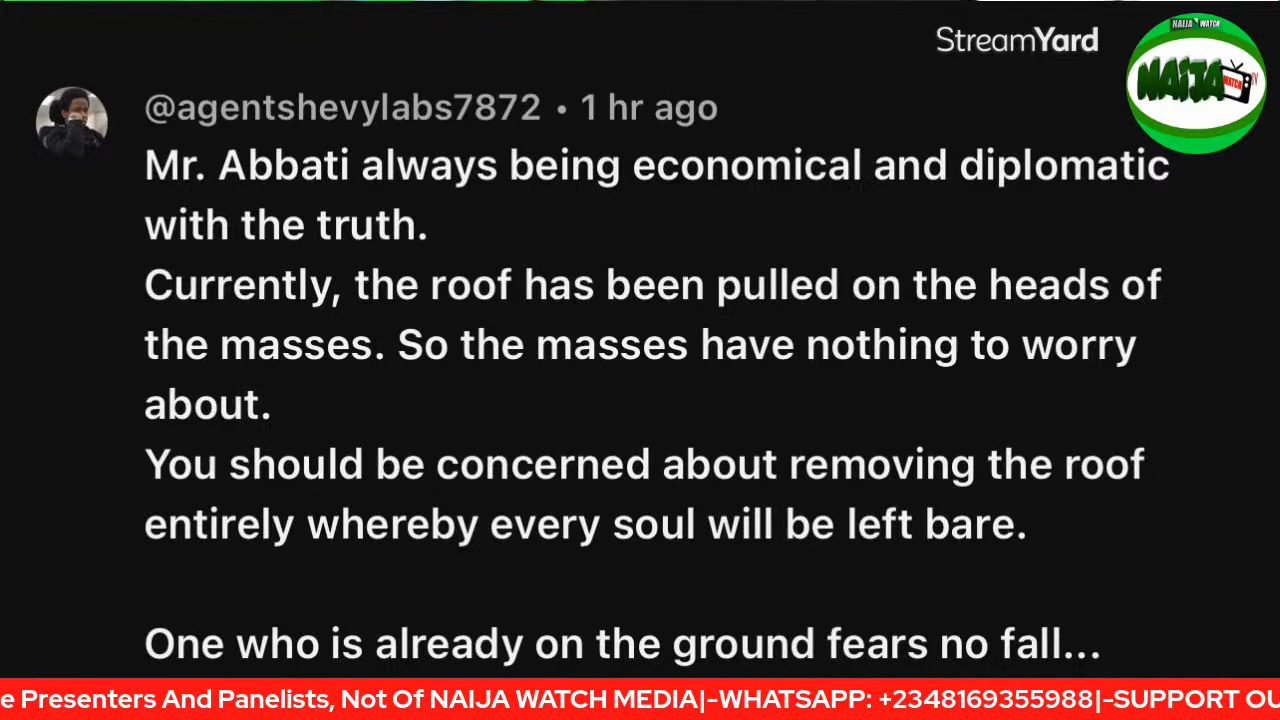 StreamYard
NAIJA WATCH
NAIJA WATCH TV
@agentshevylabs7872 • 1 hr ago
Mr. Abbati always being economical and diplomatic
with the truth.
Currently, the roof has been pulled on the heads of
the masses. So the masses have nothing to worry
about.
You should be concerned about removing the roof
entirely whereby every soul will be left bare.
One who is already on the ground fears no fall...
e Presenters And Panelists, Not Of NAIJA WATCH MEDIA|-WHATSAPP: +2348169355988|-SUPPORT OU